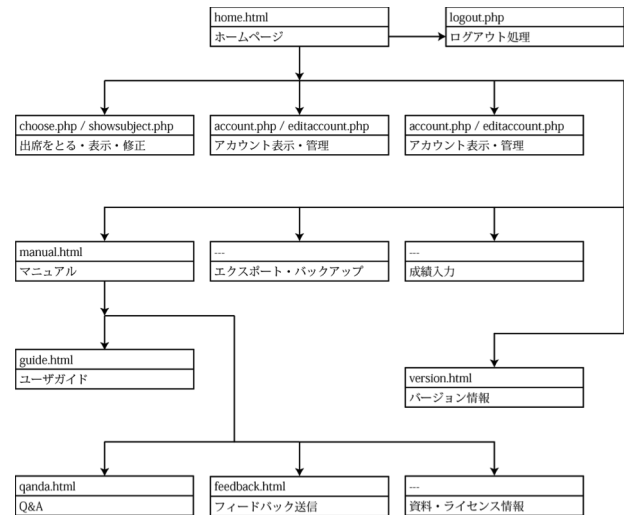 home.html
ホームページ
logout.php
ログアウト処理
choose.php / showsubject.php
出席をとる・表示・修正
account.php / editaccount.php
アカウント表示・管理
account.php / editaccount.php
アカウント表示・管理
manual.html
マニュアル
---
エクスポート・バックアップ
---
成績入力
guide.html
ユーザガイド
version.html
バージョン情報
qanda.html
Q&A
feedback.html
フィードバック送信
---
資料・ライセンス情報